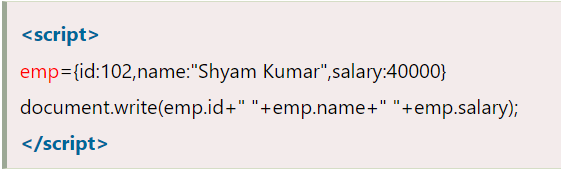 <script>
emp={id:102,name:"Shyam Kumar",salary:40000}
document.write(emp.id+" "+emp.name+" "+emp.salary);
</script>